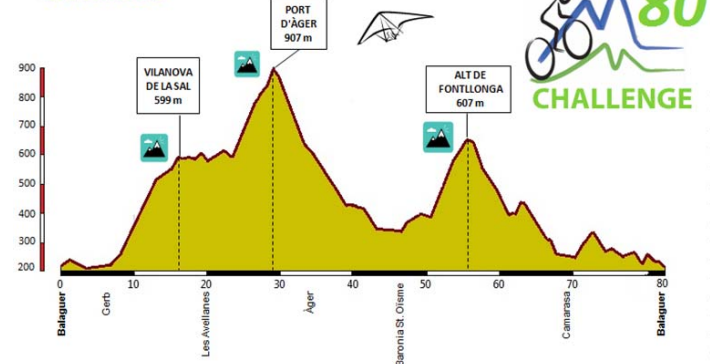 PORT
D'ÀGER
907 m
80
CHALLENGE
VILANOVA
DE LA SAL
599 m
ALT DE
FONTLLONGA
607 m
900
800
700
600
500
400
300
200
0 10 20 30 40 50 60 70 80
Balaguer
Gerb
Les Avellanes
Àger
Baronia St. Oïsme
Camarasa
Balaguer